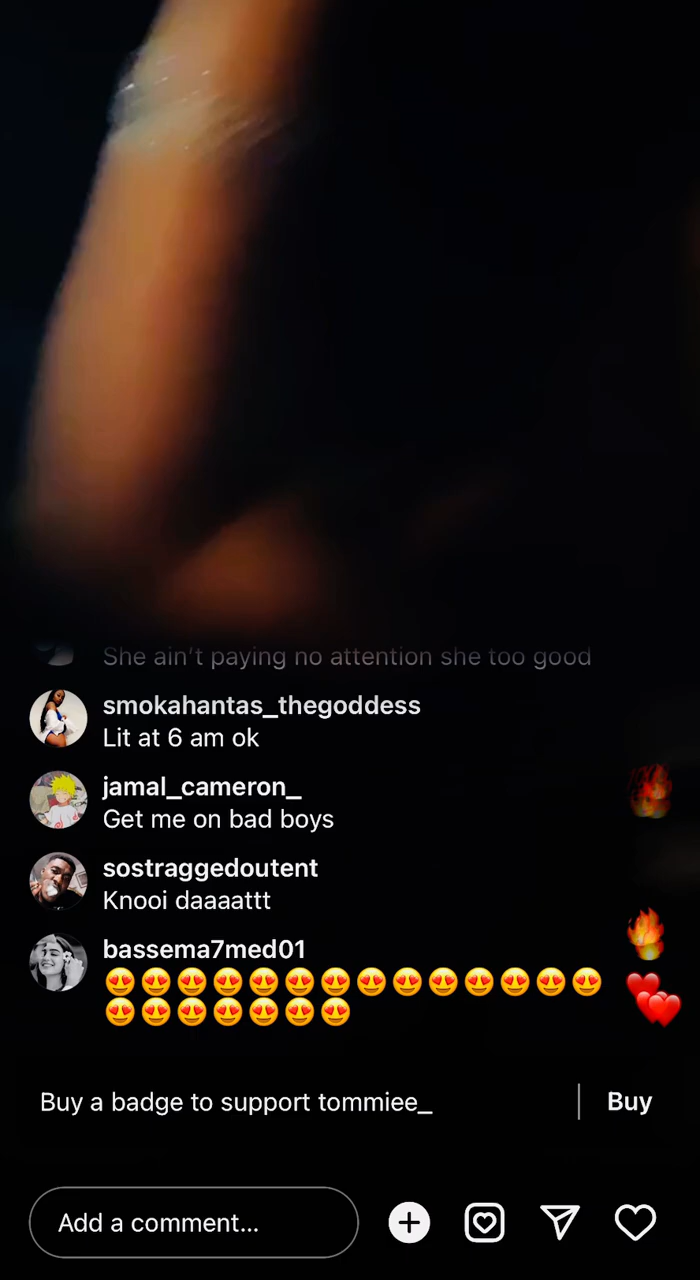 She ain't paying no attention she too good
smokahantas_thegoddess
Lit at 6 am ok
jamal_cameron_
Get me on bad boys
sostraggedoutent
Knooi daaaattt
bassema7med01
😍😍😍😍😍😍😍😍😍😍😍😍😍😍
😍😍😍😍😍😍😍
Buy a badge to support tommiee_
Buy
Add a comment...